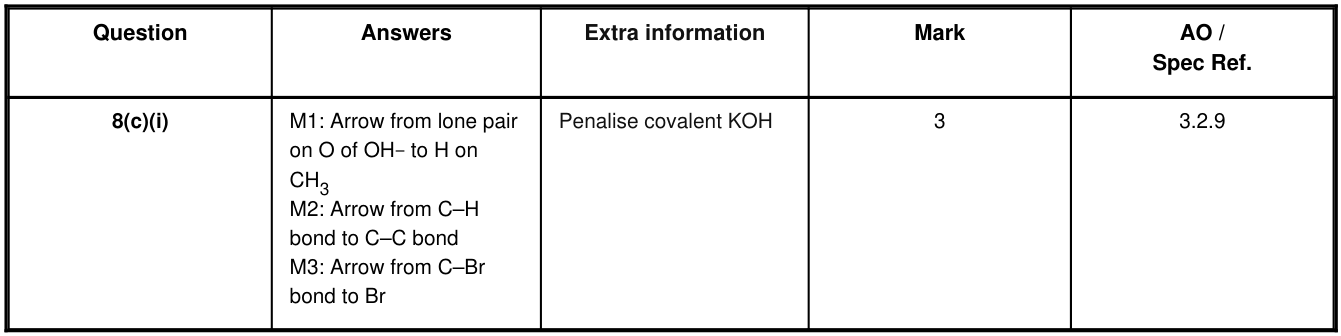 Question Answers Extra information Mark AO /
Spec Ref.
8(c)(i) M1: Arrow from lone pair Penalise covalent KOH 3 3.2.9
on O of OH– to H on
CH3
M2: Arrow from C–H
bond to C–C bond
M3: Arrow from C–Br
bond to Br